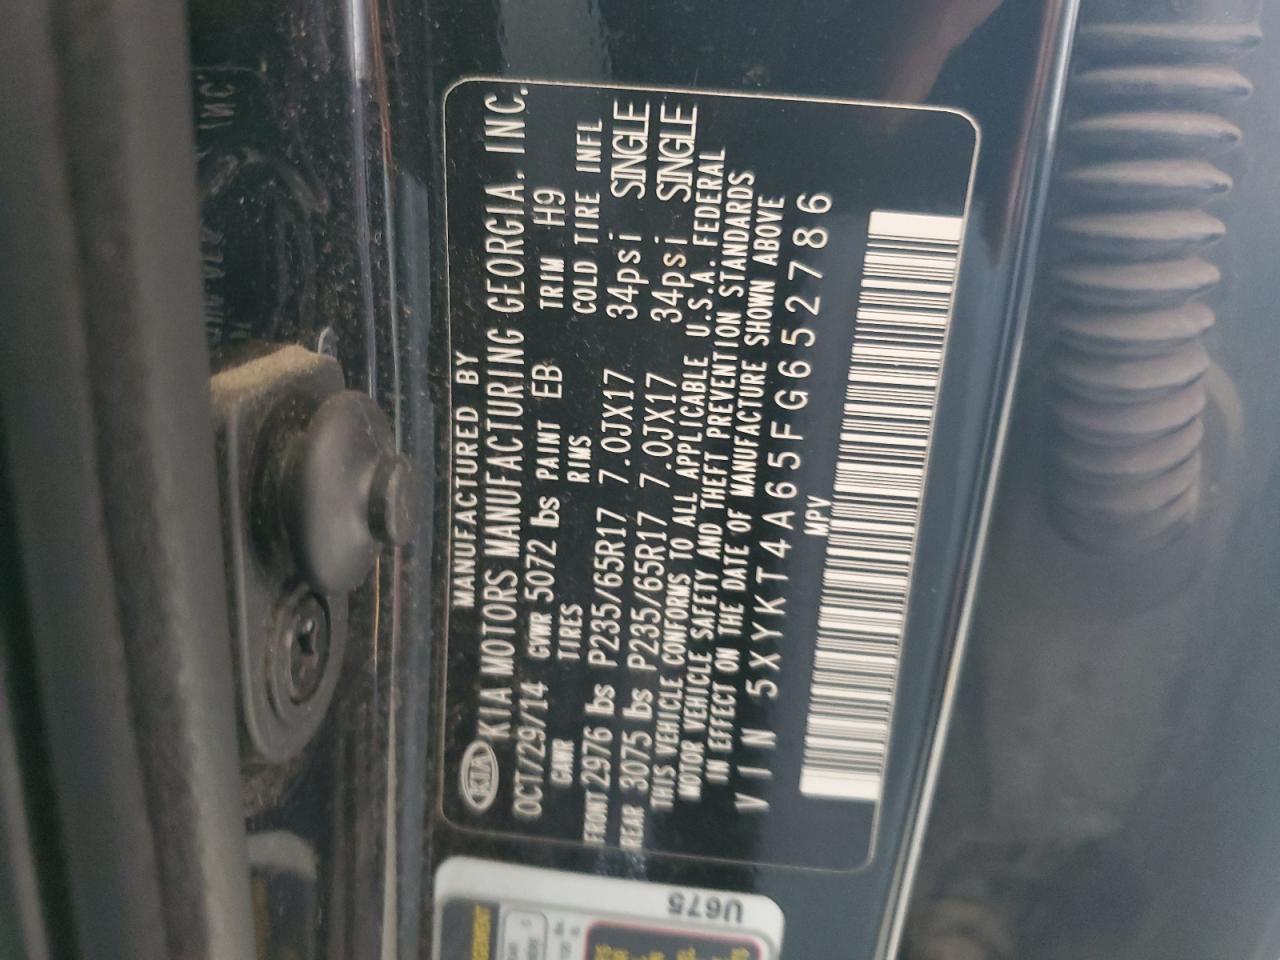 MANUFACTURED BY
KIA KIA MOTORS MANUFACTURING GEORGIA, INC.
OCT/29/14 GVWR 5072 lbs PAINT EB TRIM H9
GAWR TIRES RIMS COLD TIRE INFL
FRONT 2976 lbs P235/65R17 7.0JX17 34psi SINGLE
REAR 3075 lbs P235/65R17 7.0JX17 34psi SINGLE
THIS VEHICLE CONFORMS TO ALL APPLICABLE U.S.A. FEDERAL
MOTOR VEHICLE SAFETY AND THEFT PREVENTION STANDARDS
IN EFFECT ON THE DATE OF MANUFACTURE SHOWN ABOVE
VIN 5XYKT4A65FG652786
MPV
U675